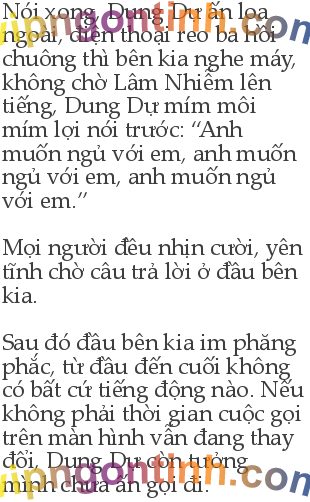 Nói xong, Dung Dự ấn loa
ngoài, điện thoại reo ba hồi
chuông thì bên kia nghe máy,
không chờ Lâm Nhiễm lên
tiếng, Dung Dự mím môi
mím lợi nói trước: “Anh
muốn ngủ với em, anh muốn
ngủ với em, anh muốn ngủ
với em.”
Mọi người đều nhịn cười, yên
tĩnh chờ câu trả lời ở đầu bên
kia.
Sau đó đầu bên kia im phăng
phắc, từ đầu đến cuối không
có bất cứ tiếng động nào. Nếu
không phải thời gian cuộc gọi
trên màn hình vẫn đang thay
đổi, Dung Dự còn tưởng
mình chưa ấn gọi đi.
vipngontinh.com
vipngontinh.com